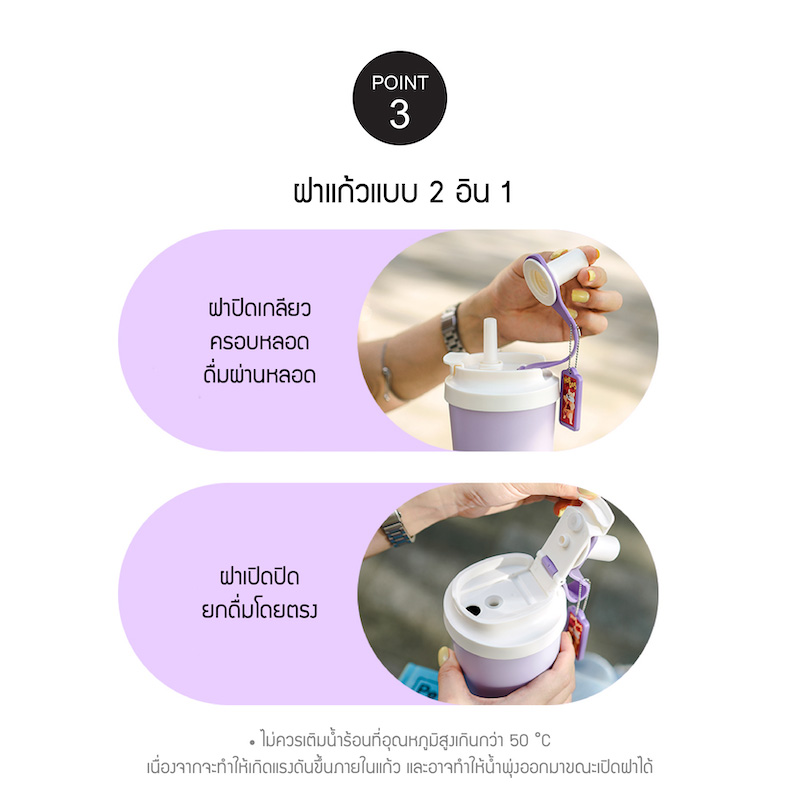 POINT
3
ฝาแก้วแบบ 2 อิน 1
ฝาปิดเกลียว
ครอบหลอด
ดื่มผ่านหลอด
ฝาเปิดปิด
ยกดื่มโดยตรง
• ไม่ควรเติมน้ำร้อนที่อุณหภูมิสูงเกินกว่า 50 °C
เนื่องจากจะทำให้เกิดแรงดันขึ้นภายในแก้ว และอาจทำให้น้ำพุ่งออกมาขณะเปิดฝาได้